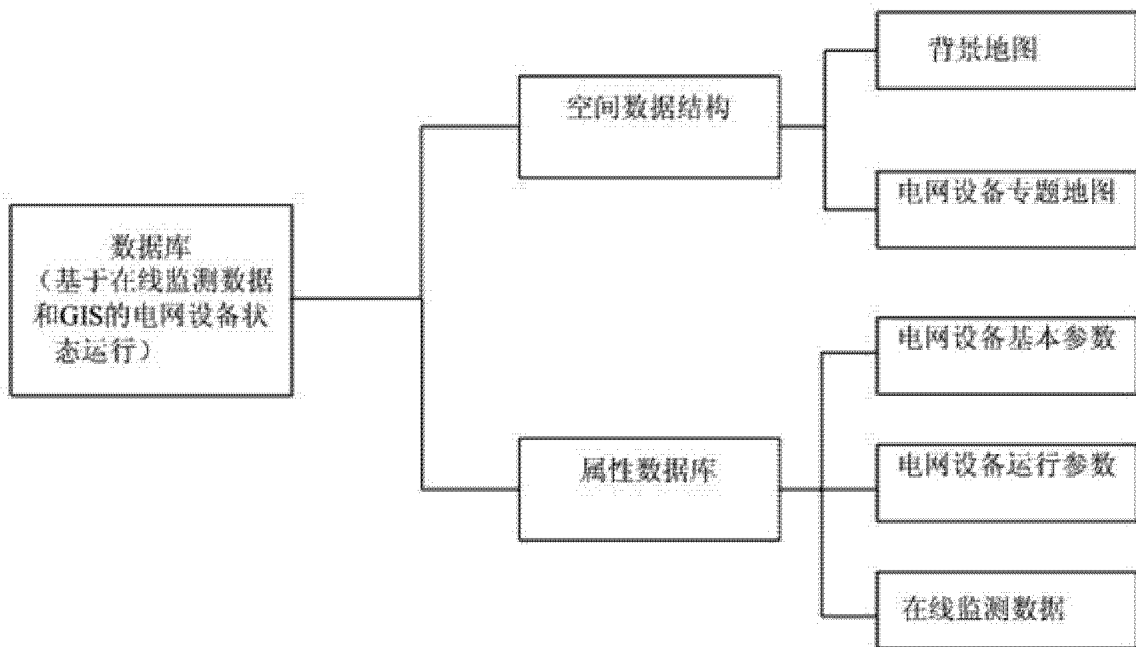 数据库
（基于在线监测数据
和GIS的电网设备状
态运行）
空间数据结构
背景地图
电网设备专题地图
属性数据库
电网设备基本参数
电网设备运行参数
在线监测数据